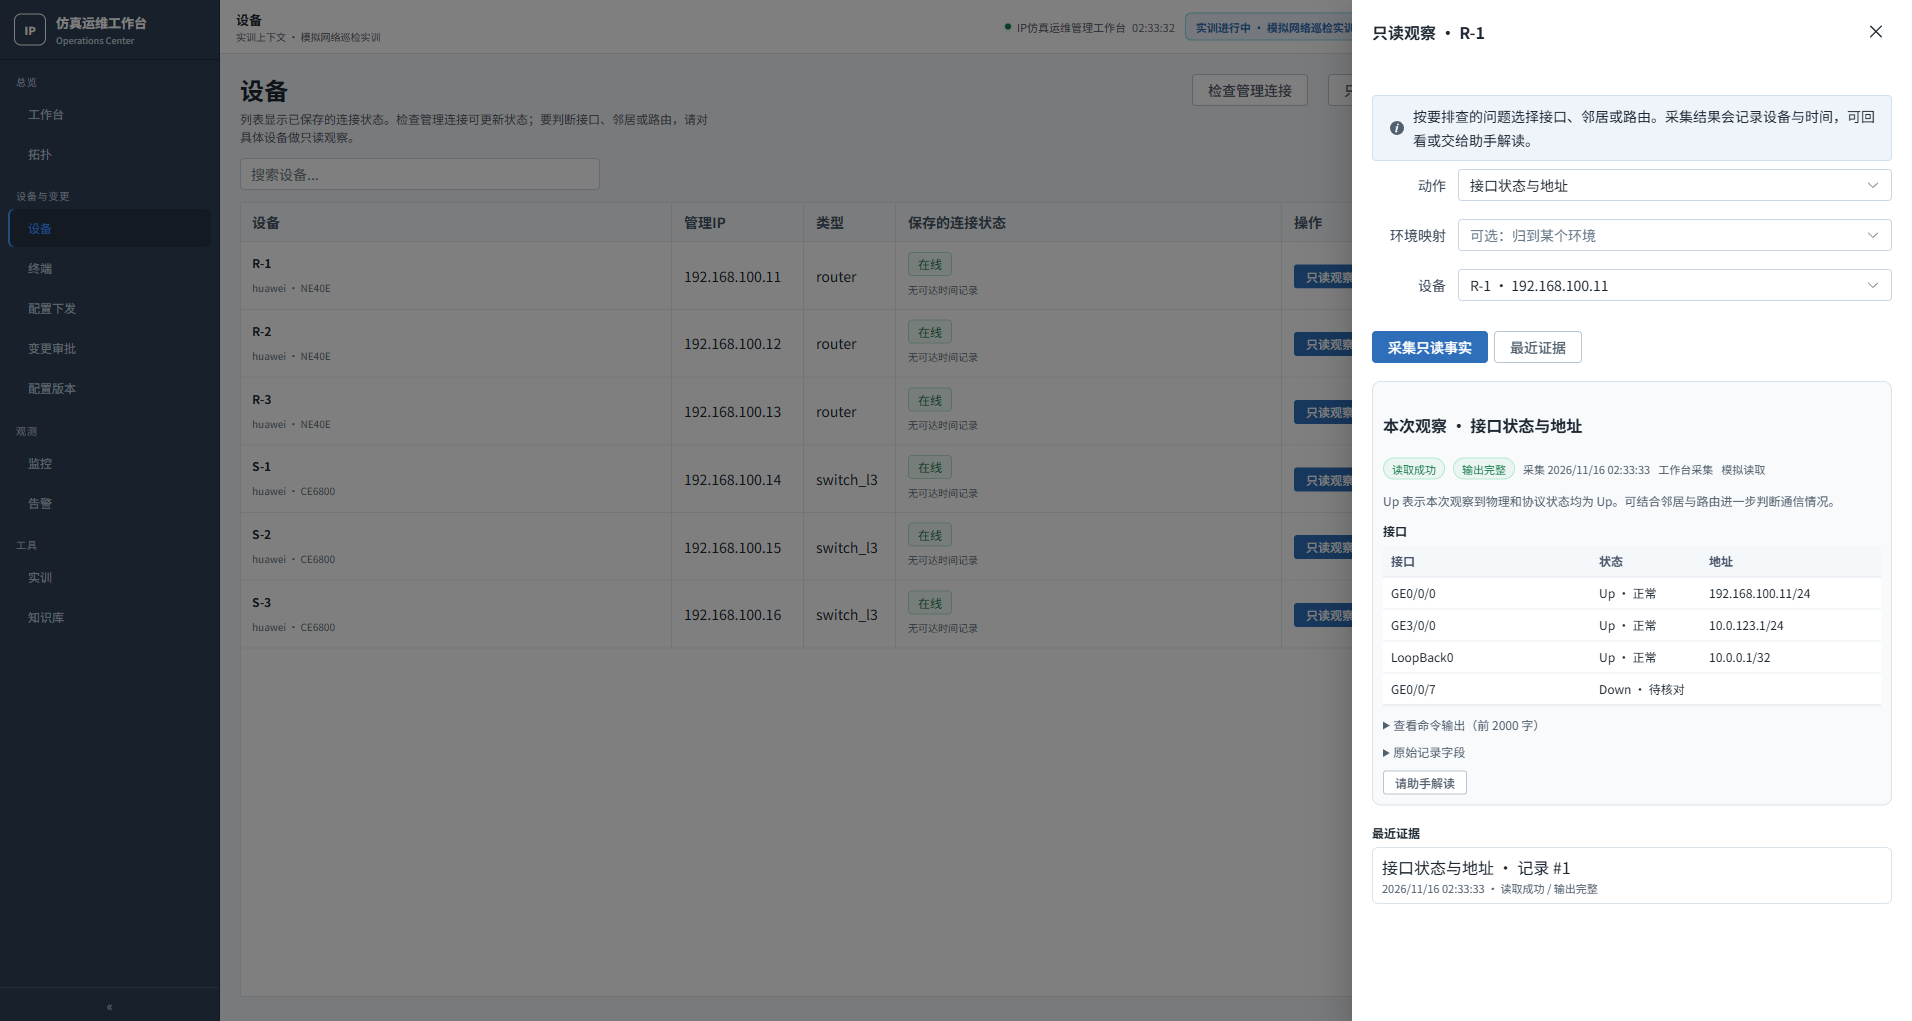 IP
仿真运维工作台
Operations Center
总览
工作台
拓扑
设备与变更
设备
终端
配置下发
变更审批
配置版本
观测
监控
告警
工具
实训
知识库
«
设备
实训上下文 • 模拟网络巡检实训
IP仿真运维管理工作台 02:33:32
实训进行中 • 模拟网络巡检实训
设备
列表显示已保存的连接状态。检查管理连接可更新状态；要判断接口、邻居或路由，请对
具体设备做只读观察。
检查管理连接
搜索设备...
设备 管理IP 类型 保存的连接状态 操作
R-1
huawei • NE40E
192.168.100.11 router
在线
无可达时间记录
只读观察
R-2
huawei • NE40E
192.168.100.12 router
在线
无可达时间记录
只读观察
R-3
huawei • NE40E
192.168.100.13 router
在线
无可达时间记录
只读观察
S-1
huawei • CE6800
192.168.100.14 switch_l3
在线
无可达时间记录
只读观察
S-2
huawei • CE6800
192.168.100.15 switch_l3
在线
无可达时间记录
只读观察
S-3
huawei • CE6800
192.168.100.16 switch_l3
在线
无可达时间记录
只读观察
只读观察 • R-1
按要排查的问题选择接口、邻居或路由。采集结果会记录设备与时间，可回
看或交给助手解读。
动作 接口状态与地址
环境映射 可选：归到某个环境
设备 R-1 • 192.168.100.11
采集只读事实 最近证据
本次观察 • 接口状态与地址
读取成功 输出完整 采集 2026/11/16 02:33:33 工作台采集 模拟读取
Up 表示本次观察到物理和协议状态均为 Up。可结合邻居与路由进一步判断通信情况。
接口
接口 状态 地址
GE0/0/0 Up • 正常 192.168.100.11/24
GE3/0/0 Up • 正常 10.0.123.1/24
LoopBack0 Up • 正常 10.0.0.1/32
GE0/0/7 Down • 待核对
查看命令输出（前 2000 字）
原始记录字段
请助手解读
最近证据
接口状态与地址 • 记录 #1
2026/11/16 02:33:33 • 读取成功 / 输出完整